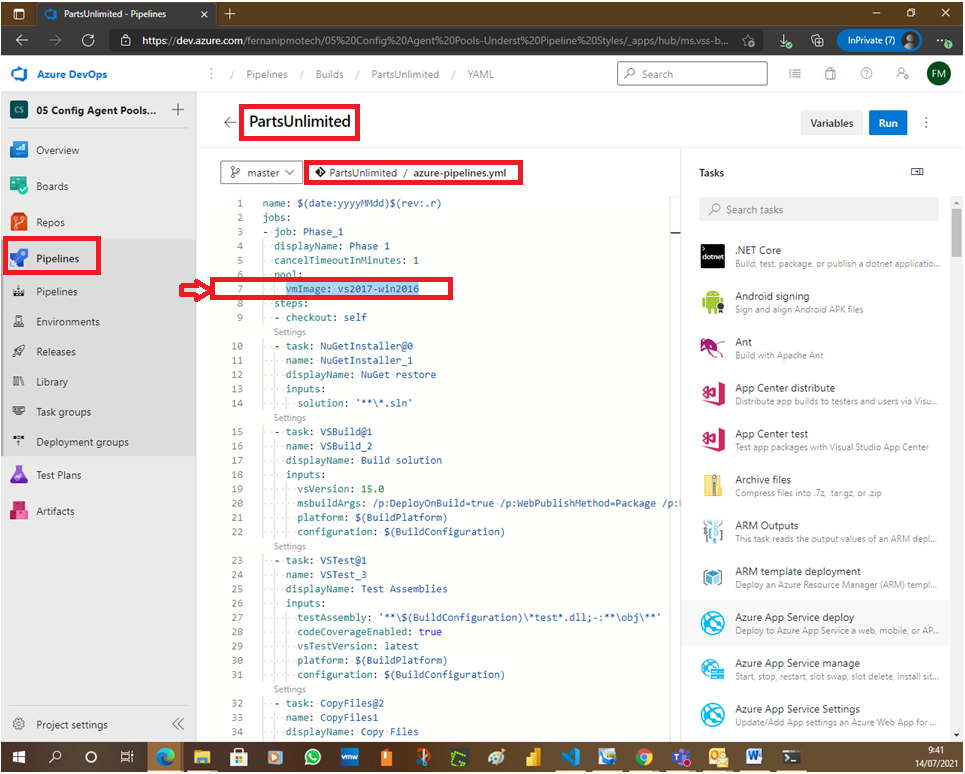 PartsUnlimited - Pipelines
https://dev.azure.com/fernanipmotech/05%20Config%20Agent%20Pools-Underst%20Pipeline%20Styles/_apps/hub/ms.vss-b...
InPrivate (7)
Azure DevOps
/ Pipelines / Builds / PartsUnlimited / YAML
Search
FM
CS 05 Config Agent Pools...
PartsUnlimited
Variables
Run
Overview
Boards
Repos
Pipelines
Pipelines
Environments
Releases
Library
Task groups
Deployment groups
Test Plans
Artifacts
Project settings
master
PartsUnlimited / azure-pipelines.yml
1 name: $(date:yyyyMMdd)$(rev:.r)
2 jobs:
3 - job: Phase_1
4 displayName: Phase 1
5 cancelTimeoutInMinutes: 1
6 pool:
7 vmImage: vs2017-win2016
8 steps:
9 - checkout: self
Settings
10 - task: NuGetInstaller@0
11 name: NuGetInstaller_1
12 displayName: NuGet restore
13 inputs:
14 solution: '**\*.sln'
Settings
15 - task: VSBuild@1
16 name: VSBuild_2
17 displayName: Build solution
18 inputs:
19 vsVersion: 15.0
20 msbuildArgs: /p:DeployOnBuild=true /p:WebPublishMethod=Package /p:
21 platform: $(BuildPlatform)
22 configuration: $(BuildConfiguration)
Settings
23 - task: VSTest@1
24 name: VSTest_3
25 displayName: Test Assemblies
26 inputs:
27 testAssembly: '**\$(BuildConfiguration)\*test*.dll;-:**\obj\**'
28 codeCoverageEnabled: true
29 vsTestVersion: latest
30 platform: $(BuildPlatform)
31 configuration: $(BuildConfiguration)
Settings
32 - task: CopyFiles@2
33 name: CopyFiles1
34 displayName: Copy Files
Tasks
Search tasks
dotnet
.NET Core
Build, test, package, or publish a dotnet applicatio...
Android signing
Sign and align Android APK files
Ant
Build with Apache Ant
App Center distribute
Distribute app builds to testers and users via Visu...
App Center test
Test app packages with Visual Studio App Center
Archive files
Compress files into .7z, .tar.gz, or .zip
ARM Outputs
This task reads the output values of an ARM depl...
ARM template deployment
Deploy an Azure Resource Manager (ARM) templ...
Azure App Service deploy
Deploy to Azure App Service a web, mobile, or AP...
Azure App Service manage
Start, stop, restart, slot swap, slot delete, install sit...
Azure App Service Settings
Update/Add App settings an Azure Web App for ...
vmw
9:41
14/07/2021